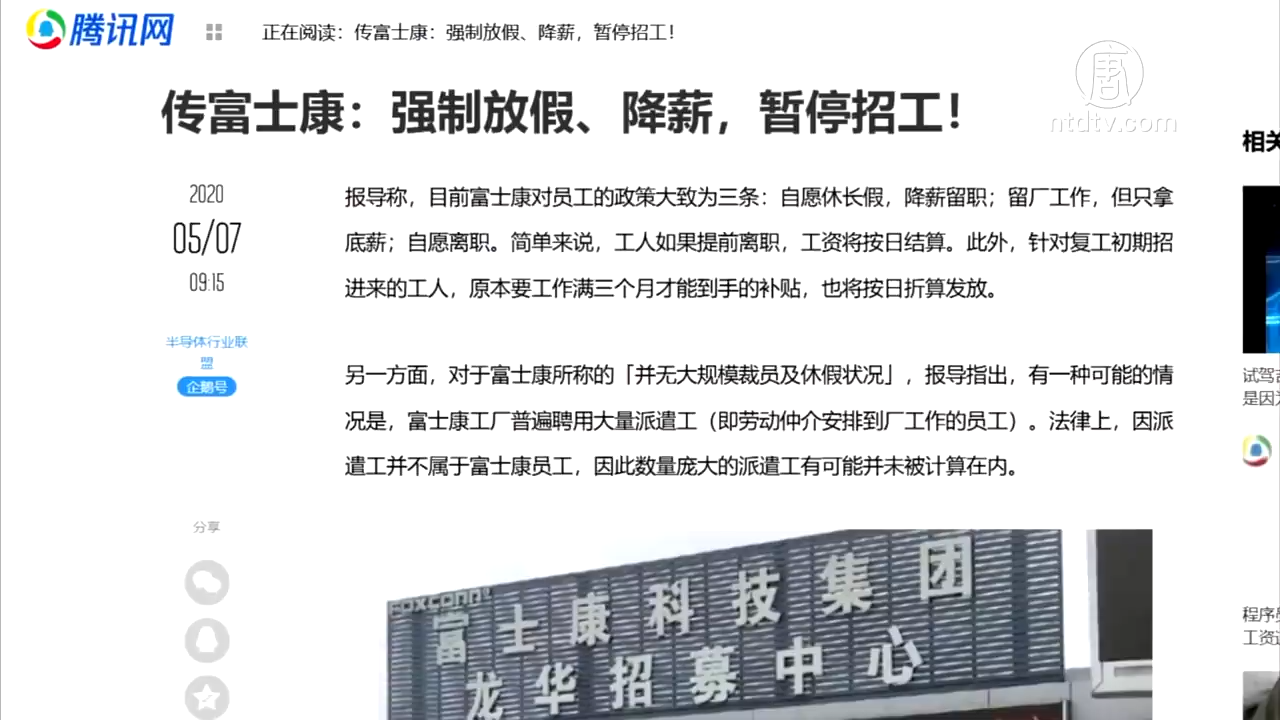 腾讯网
正在阅读：传富士康：强制放假、降薪，暂停招工！
唐
ntdtv.com
传富士康：强制放假、降薪，暂停招工！
相关
2020
05/07
09:15
半导体行业联
盟
企鹅号
报导称，目前富士康对员工的政策大致为三条：自愿休长假，降薪留职；留厂工作，但只拿
底薪；自愿离职。简单来说，工人如果提前离职，工资将按日结算。此外，针对复工初期招
进来的工人，原本要工作满三个月才能到手的补贴，也将按日折算发放。
另一方面，对于富士康所称的「并无大规模裁员及休假状况」，报导指出，有一种可能的情
况是，富士康工厂普遍聘用大量派遣工（即劳动仲介安排到厂工作的员工）。法律上，因派
遣工并不属于富士康员工，因此数量庞大的派遣工有可能并未被计算在内。
试驾
是因为
分享
FOXCONN
富士康科技集团
龙华招募中心
程序员
工资